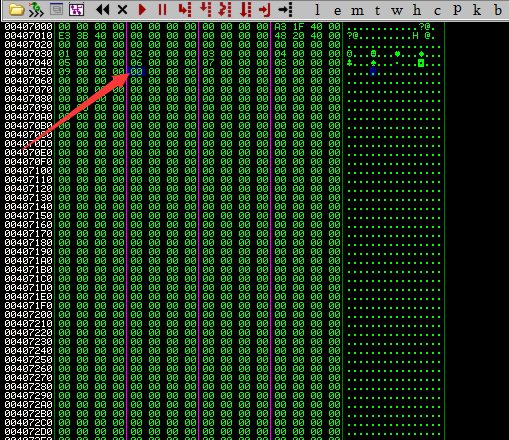 l e m t w h c p k b
00407000 00 00 00 00 00 00 00 00 00 00 00 00 A9 1F 40 00 .............?@.
00407010 E3 3B 40 00 00 00 00 00 00 00 00 00 48 20 40 00 ?@..........H @.
00407020 00 00 00 00 00 00 00 00 00 00 00 00 00 00 00 00 ................
00407030 01 00 00 00 02 00 00 00 03 00 00 00 04 00 00 00
00407040 05 00 00 00 06 00 00 00 07 00 00 00 08 00 00 00
00407050 09 00 00 00 00 00 00 00 00 00 00 00 00 00
00407060 00 00 00 00 00 00 00 00 00 00 00 00 00 00 00 00 ................
00407070 00 00 00 00 00 00 00 00 00 00 00 00 00 00 00 00 ................
00407080 00 00 00 00 00 00 00 00 00 00 00 00 00 00 00 00 ................
00407090 00 00 00 00 00 00 00 00 00 00 00 00 00 00 00 00 ................
004070A0 00 00 00 00 00 00 00 00 00 00 00 00 00 00 00 00 ................
004070B0 00 00 00 00 00 00 00 00 00 00 00 00 00 00 00 00 ................
004070C0 00 00 00 00 00 00 00 00 00 00 00 00 00 00 00 00 ................
004070D0 00 00 00 00 00 00 00 00 00 00 00 00 00 00 00 00 ................
004070E0 00 00 00 00 00 00 00 00 00 00 00 00 00 00 00 00 ................
004070F0 00 00 00 00 00 00 00 00 00 00 00 00 00 00 00 00 ................
00407100 00 00 00 00 00 00 00 00 00 00 00 00 00 00 00 00 ................
00407110 00 00 00 00 00 00 00 00 00 00 00 00 00 00 00 00 ................
00407120 00 00 00 00 00 00 00 00 00 00 00 00 00 00 00 00 ................
00407130 00 00 00 00 00 00 00 00 00 00 00 00 00 00 00 00 ................
00407140 00 00 00 00 00 00 00 00 00 00 00 00 00 00 00 00 ................
00407150 00 00 00 00 00 00 00 00 00 00 00 00 00 00 00 00 ................
00407160 00 00 00 00 00 00 00 00 00 00 00 00 00 00 00 00 ................
00407170 00 00 00 00 00 00 00 00 00 00 00 00 00 00 00 00 ................
00407180 00 00 00 00 00 00 00 00 00 00 00 00 00 00 00 00 ................
00407190 00 00 00 00 00 00 00 00 00 00 00 00 00 00 00 00 ................
004071A0 00 00 00 00 00 00 00 00 00 00 00 00 00 00 00 00 ................
004071B0 00 00 00 00 00 00 00 00 00 00 00 00 00 00 00 00 ................
004071C0 00 00 00 00 00 00 00 00 00 00 00 00 00 00 00 00 ................
004071D0 00 00 00 00 00 00 00 00 00 00 00 00 00 00 00 00 ................
004071E0 00 00 00 00 00 00 00 00 00 00 00 00 00 00 00 00 ................
004071F0 00 00 00 00 00 00 00 00 00 00 00 00 00 00 00 00 ................
00407200 00 00 00 00 00 00 00 00 00 00 00 00 00 00 00 00 ................
00407210 00 00 00 00 00 00 00 00 00 00 00 00 00 00 00 00 ................
00407220 00 00 00 00 00 00 00 00 00 00 00 00 00 00 00 00 ................
00407230 00 00 00 00 00 00 00 00 00 00 00 00 00 00 00 00 ................
00407240 00 00 00 00 00 00 00 00 00 00 00 00 00 00 00 00 ................
00407250 00 00 00 00 00 00 00 00 00 00 00 00 00 00 00 00 ................
00407260 00 00 00 00 00 00 00 00 00 00 00 00 00 00 00 00 ................
00407270 00 00 00 00 00 00 00 00 00 00 00 00 00 00 00 00 ................
00407280 00 00 00 00 00 00 00 00 00 00 00 00 00 00 00 00 ................
00407290 00 00 00 00 00 00 00 00 00 00 00 00 00 00 00 00 ................
004072A0 00 00 00 00 00 00 00 00 00 00 00 00 00 00 00 00 ................
004072B0 00 00 00 00 00 00 00 00 00 00 00 00 00 00 00 00 ................
004072C0 00 00 00 00 00 00 00 00 00 00 00 00 00 00 00 00 ................
004072D0 00 00 00 00 00 00 00 00 00 00 00 00 00 00 00 00 ................